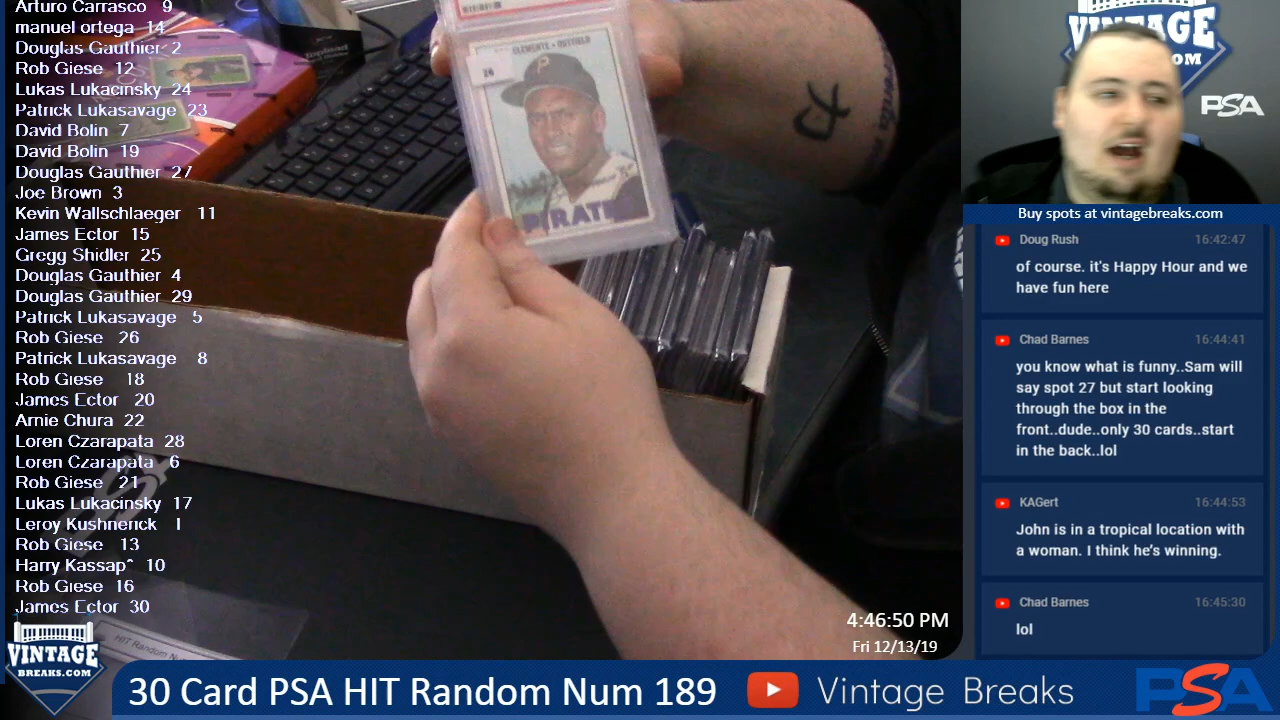 Arturo Carrasco 9
manuel ortega 14
Douglas Gauthier 2
Rob Giese 12
Lukas Lukacinsky 24
Patrick Lukasavage 23
David Bolin 7
David Bolin 19
Douglas Gauthier 27
Joe Brown 3
Kevin Wallschlaeger 11
James Ector 15
Gregg Shidler 25
Douglas Gauthier 4
Douglas Gauthier 29
Patrick Lukasavage 5
Rob Giese 26
Patrick Lukasavage 8
Rob Giese 18
James Ector 20
Arnie Chura 22
Loren Czarapata 28
Loren Czarapata 6
Rob Giese 21
Lukas Lukacinsky 17
Leroy Kushnerick 1
Rob Giese 13
Harry Kassap^ 10
Rob Giese 16
James Ector 30
CLEMENTE • OUTFIELD
26
PIRATES
VINTAGE
.COM
PSA
Buy spots at vintagebreaks.com
Doug Rush 16:42:47
of course. it's Happy Hour and we
have fun here
Chad Barnes 16:44:41
you know what is funny..Sam will
say spot 27 but start looking
through the box in the
front..dude..only 30 cards..start
in the back..lol
KAGert 16:44:53
John is in a tropical location with
a woman. I think he's winning.
Chad Barnes 16:45:30
lol
4:46:50 PM
Fri 12/13/19
HIT Random
VINTAGE
BREAKS.COM
30 Card PSA HIT Random Num 189
Vintage Breaks
PSA